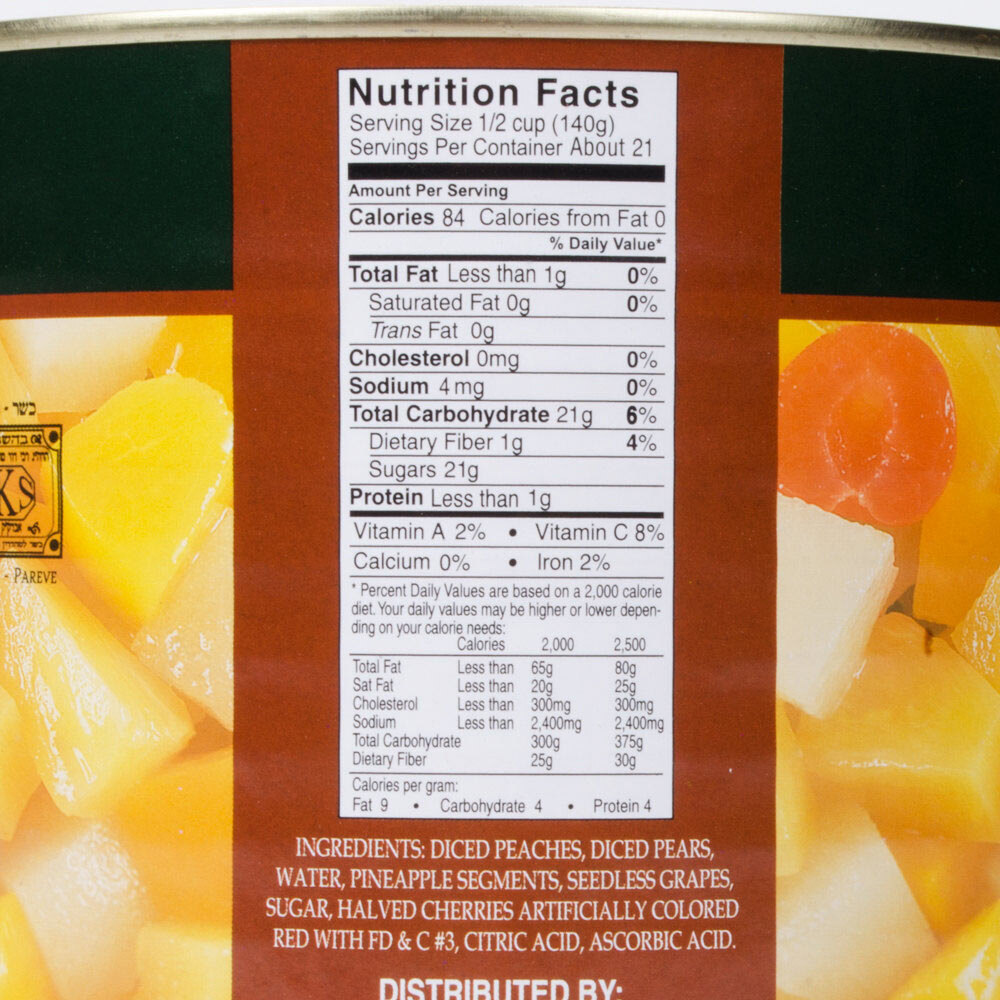 Nutrition Facts
Serving Size 1/2 cup (140g)
Servings Per Container About 21
Amount Per Serving
Calories 84 Calories from Fat 0
% Daily Value*
Total Fat Less than 1g 0%
Saturated Fat 0g 0%
Trans Fat 0g
Cholesterol 0mg 0%
Sodium 4mg 0%
Total Carbohydrate 21g 6%
Dietary Fiber 1g 4%
Sugars 21g
Protein Less than 1g
Vitamin A 2% • Vitamin C 8%
Calcium 0% • Iron 2%
* Percent Daily Values are based on a 2,000 calorie
diet. Your daily values may be higher or lower depen-
ding on your calorie needs:
Calories 2,000 2,500
Total Fat Less than 65g 80g
Sat Fat Less than 20g 25g
Cholesterol Less than 300mg 300mg
Sodium Less than 2,400mg 2,400mg
Total Carbohydrate 300g 375g
Dietary Fiber 25g 30g
Calories per gram:
Fat 9 • Carbohydrate 4 • Protein 4
INGREDIENTS: DICED PEACHES, DICED PEARS,
WATER, PINEAPPLE SEGMENTS, SEEDLESS GRAPES,
SUGAR, HALVED CHERRIES ARTIFICIALLY COLORED
RED WITH FD & C #3, CITRIC ACID, ASCORBIC ACID.
DISTRIBUTED BY:
כשר -
KS
- PAREVE